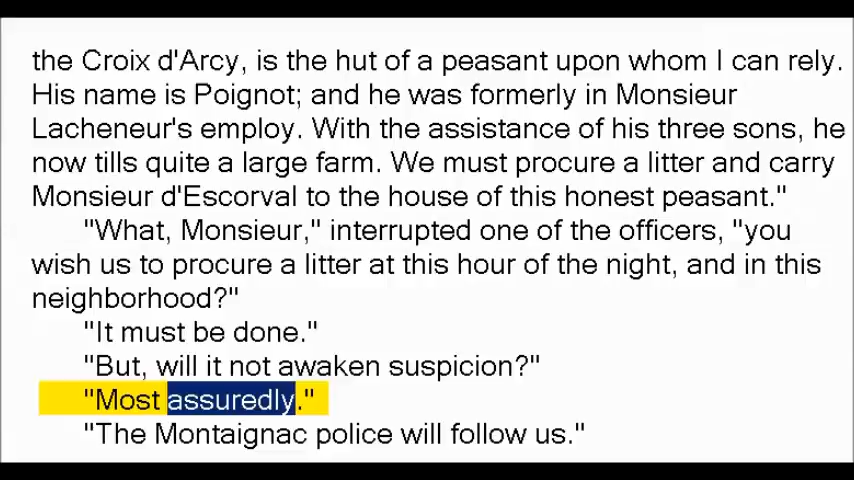 the Croix d'Arcy, is the hut of a peasant upon whom I can rely.
His name is Poignot; and he was formerly in Monsieur
Lacheneur's employ. With the assistance of his three sons, he
now tills quite a large farm. We must procure a litter and carry
Monsieur d'Escorval to the house of this honest peasant."
"What, Monsieur," interrupted one of the officers, "you
wish us to procure a litter at this hour of the night, and in this
neighborhood?"
"It must be done."
"But, will it not awaken suspicion?"
"Most assuredly."
"The Montaignac police will follow us."